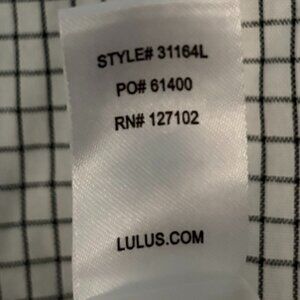 STYLE# 31164L
PO# 61400
RN# 127102
LULUS.COM